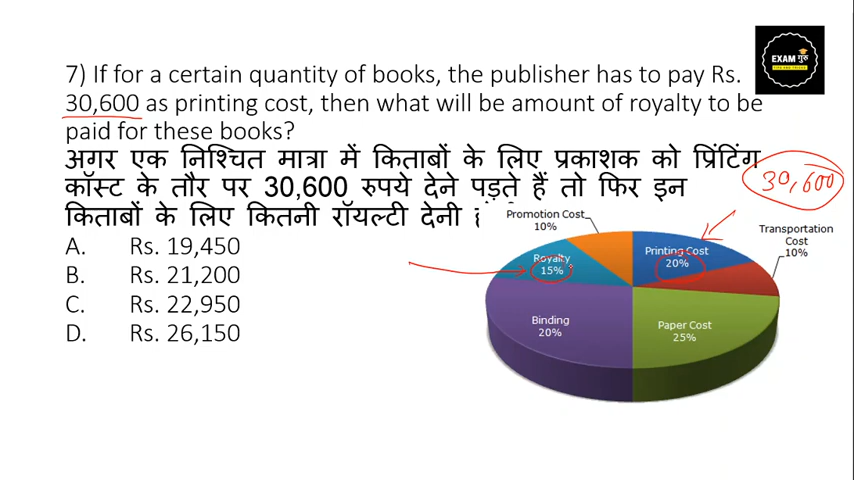 EXAM गुरु
7) If for a certain quantity of books, the publisher has to pay Rs.
30,600 as printing cost, then what will be amount of royalty to be
paid for these books?
अगर एक निश्चित मात्रा में किताबों के लिए प्रकाशक को प्रिंटिंग
कॉस्ट के तौर पर 30,600 रुपये देने पड़ते हैं तो फिर इन
किताबों के लिए कितनी रॉयल्टी देनी
30,600
A. Rs. 19,450
B. Rs. 21,200
C. Rs. 22,950
D. Rs. 26,150
Promotion Cost
10%
Printing Cost
20%
Transportation
Cost
10%
Royalty
15%
Binding
20%
Paper Cost
25%